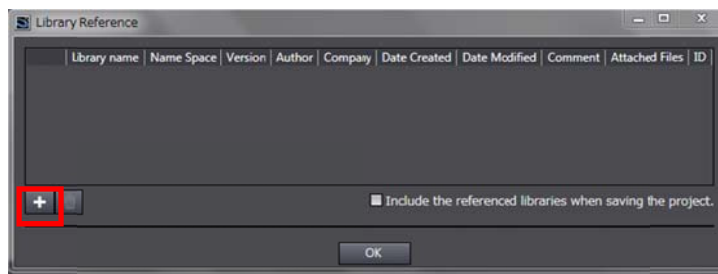 Library Reference
Library name Name Space Version Author Company Date Created Date Modified Comment Attached Files ID
Include the referenced libraries when saving the project.
OK